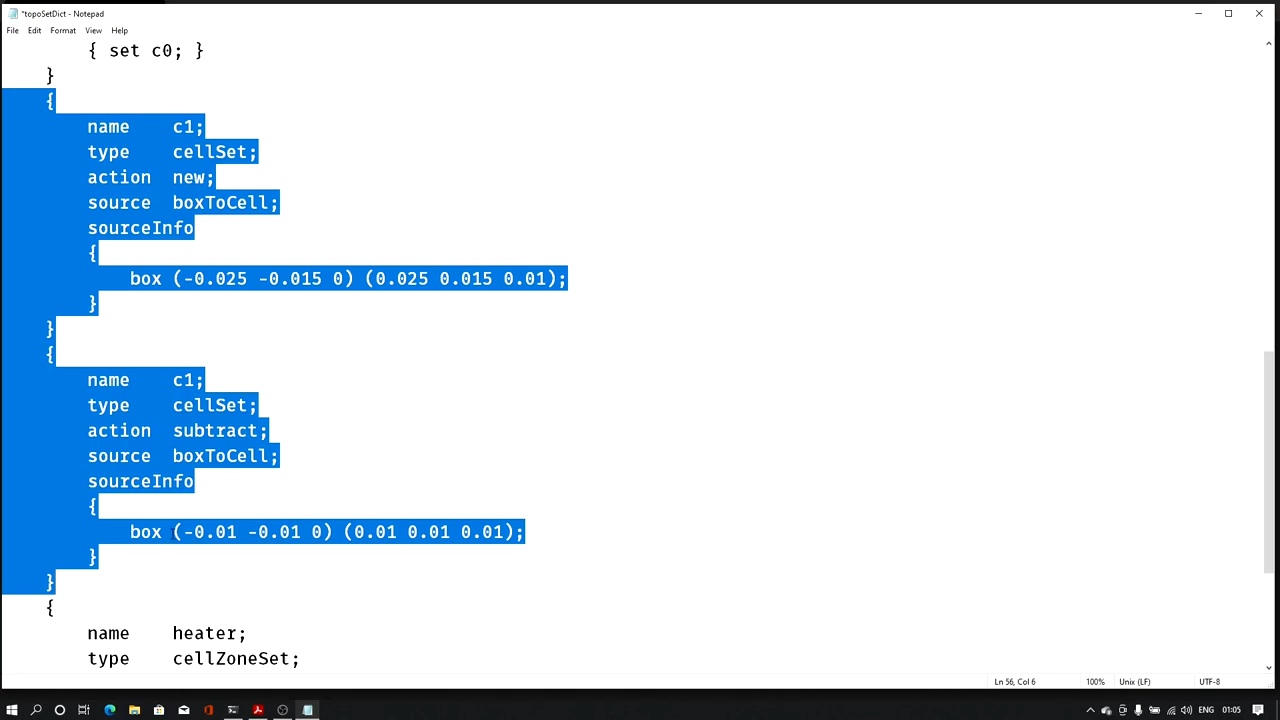 *topoSetDict - Notepad
File Edit Format View Help
{ set c0; }
}
{
name c1;
type cellSet;
action new;
source boxToCell;
sourceInfo
{
box (-0.025 -0.015 0) (0.025 0.015 0.01);
}
}
{
name c1;
type cellSet;
action subtract;
source boxToCell;
sourceInfo
{
box (-0.01 -0.01 0) (0.01 0.01 0.01);
}
}
{
name heater;
type cellZoneSet;
Ln 56, Col 6 100% Unix (LF) UTF-8
ENG 01:05